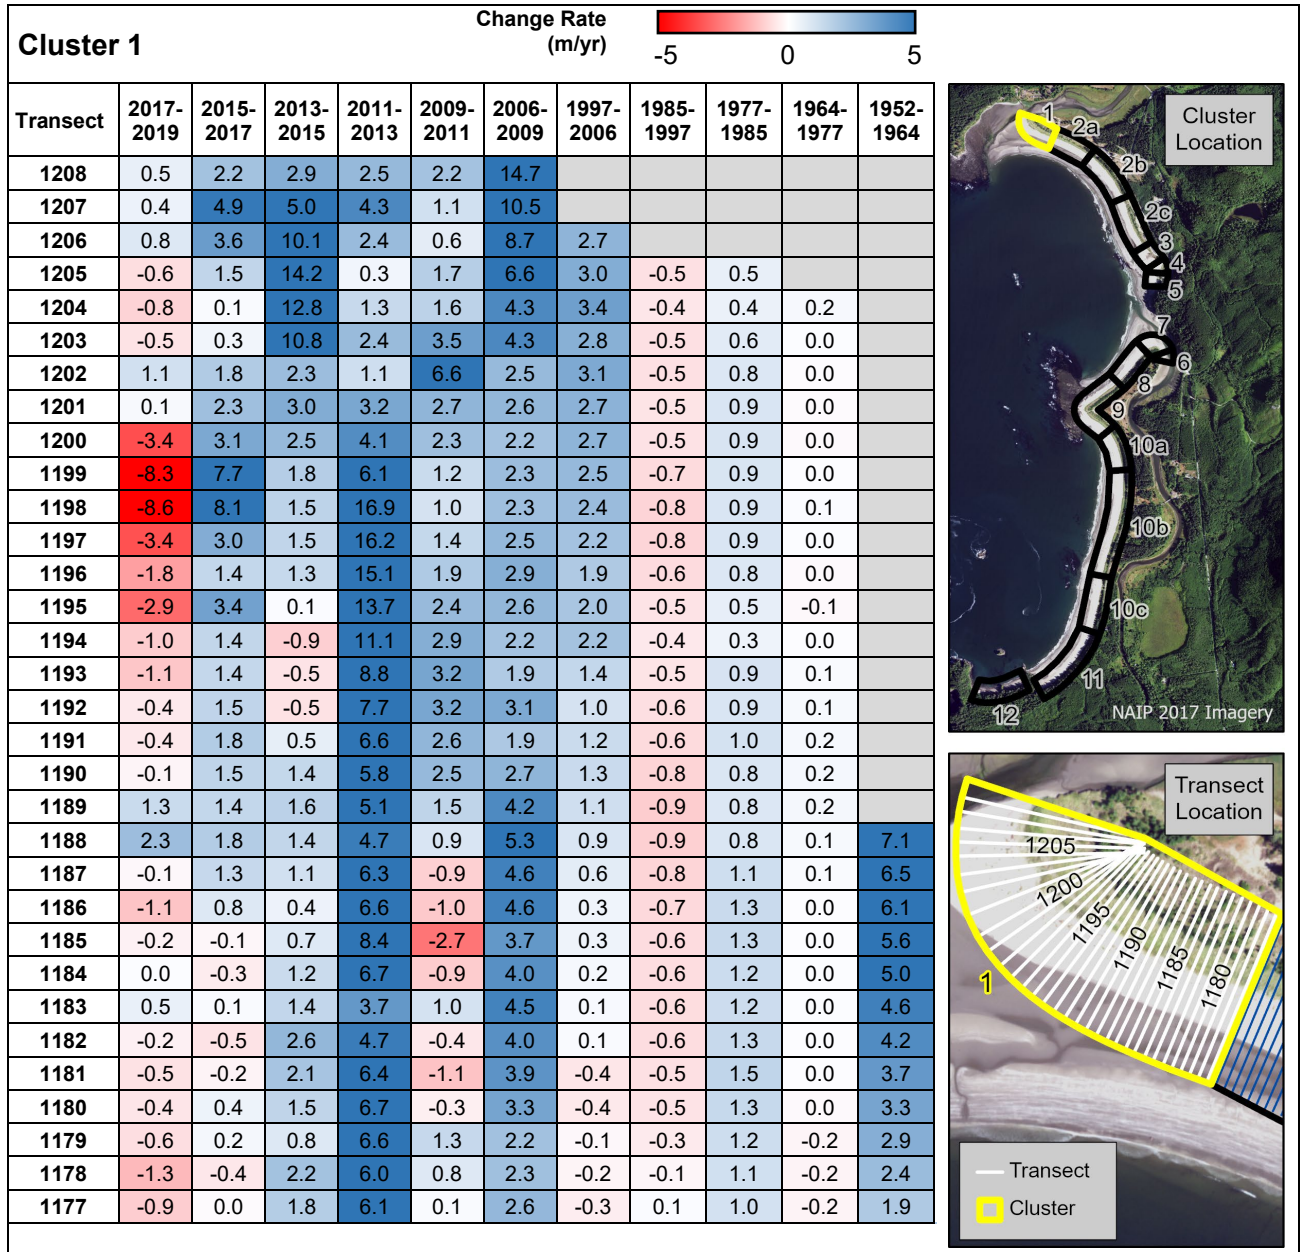 Cluster 1
Change Rate
(m/yr)
-5 0 5
Transect 2017-2019 2015-2017 2013-2015 2011-2013 2009-2011 2006-2009 1997-2006 1985-1997 1977-1985 1964-1977 1952-1964
1208 0.5 2.2 2.9 2.5 2.2 14.7
1207 0.4 4.9 5.0 4.3 1.1 10.5
1206 0.8 3.6 10.1 2.4 0.6 8.7 2.7
1205 -0.6 1.5 14.2 0.3 1.7 6.6 3.0 -0.5 0.5
1204 -0.8 0.1 12.8 1.3 1.6 4.3 3.4 -0.4 0.4 0.2
1203 -0.5 0.3 10.8 2.4 3.5 4.3 2.8 -0.5 0.6 0.0
1202 1.1 1.8 2.3 1.1 6.6 2.5 3.1 -0.5 0.8 0.0
1201 0.1 2.3 3.0 3.2 2.7 2.6 2.7 -0.5 0.9 0.0
1200 -3.4 3.1 2.5 4.1 2.3 2.2 2.7 -0.5 0.9 0.0
1199 -8.3 7.7 1.8 6.1 1.2 2.3 2.5 -0.7 0.9 0.0
1198 -8.6 8.1 1.5 16.9 1.0 2.3 2.4 -0.8 0.9 0.1
1197 -3.4 3.0 1.5 16.2 1.4 2.5 2.2 -0.8 0.9 0.0
1196 -1.8 1.4 1.3 15.1 1.9 2.9 1.9 -0.6 0.8 0.0
1195 -2.9 3.4 0.1 13.7 2.4 2.6 2.0 -0.5 0.5 -0.1
1194 -1.0 1.4 -0.9 11.1 2.9 2.2 2.2 -0.4 0.3 0.0
1193 -1.1 1.4 -0.5 8.8 3.2 1.9 1.4 -0.5 0.9 0.1
1192 -0.4 1.5 -0.5 7.7 3.2 3.1 1.0 -0.6 0.9 0.1
1191 -0.4 1.8 0.5 6.6 2.6 1.9 1.2 -0.6 1.0 0.2
1190 -0.1 1.5 1.4 5.8 2.5 2.7 1.3 -0.8 0.8 0.2
1189 1.3 1.4 1.6 5.1 1.5 4.2 1.1 -0.9 0.8 0.2
1188 2.3 1.8 1.4 4.7 0.9 5.3 0.9 -0.9 0.8 0.1 7.1
1187 -0.1 1.3 1.1 6.3 -0.9 4.6 0.6 -0.8 1.1 0.1 6.5
1186 -1.1 0.8 0.4 6.6 -1.0 4.6 0.3 -0.7 1.3 0.0 6.1
1185 -0.2 -0.1 0.7 8.4 -2.7 3.7 0.3 -0.6 1.3 0.0 5.6
1184 0.0 -0.3 1.2 6.7 -0.9 4.0 0.2 -0.6 1.2 0.0 5.0
1183 0.5 0.1 1.4 3.7 1.0 4.5 0.1 -0.6 1.2 0.0 4.6
1182 -0.2 -0.5 2.6 4.7 -0.4 4.0 0.1 -0.6 1.3 0.0 4.2
1181 -0.5 -0.2 2.1 6.4 -1.1 3.9 -0.4 -0.5 1.5 0.0 3.7
1180 -0.4 0.4 1.5 6.7 -0.3 3.3 -0.4 -0.5 1.3 0.0 3.3
1179 -0.6 0.2 0.8 6.6 1.3 2.2 -0.1 -0.3 1.2 -0.2 2.9
1178 -1.3 -0.4 2.2 6.0 0.8 2.3 -0.2 -0.1 1.1 -0.2 2.4
1177 -0.9 0.0 1.8 6.1 0.1 2.6 -0.3 0.1 1.0 -0.2 1.9
Cluster
Location
1
2a
2b
2c
3
4
5
7
6
8
9
10a
10b
10c
11
12
NAIP 2017 Imagery
Transect
Location
1205
1200
1195
1190
1185
1180
1
Transect
Cluster